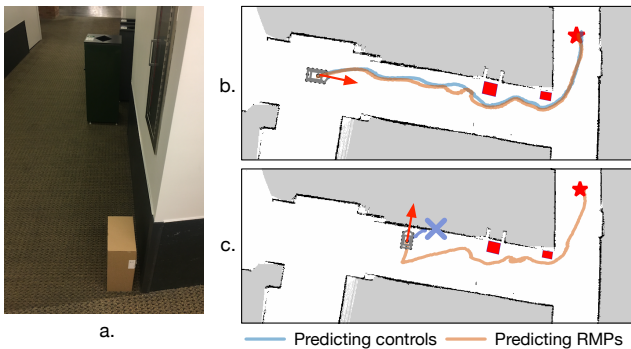 b.
c.
a.
Predicting controls
Predicting RMPs